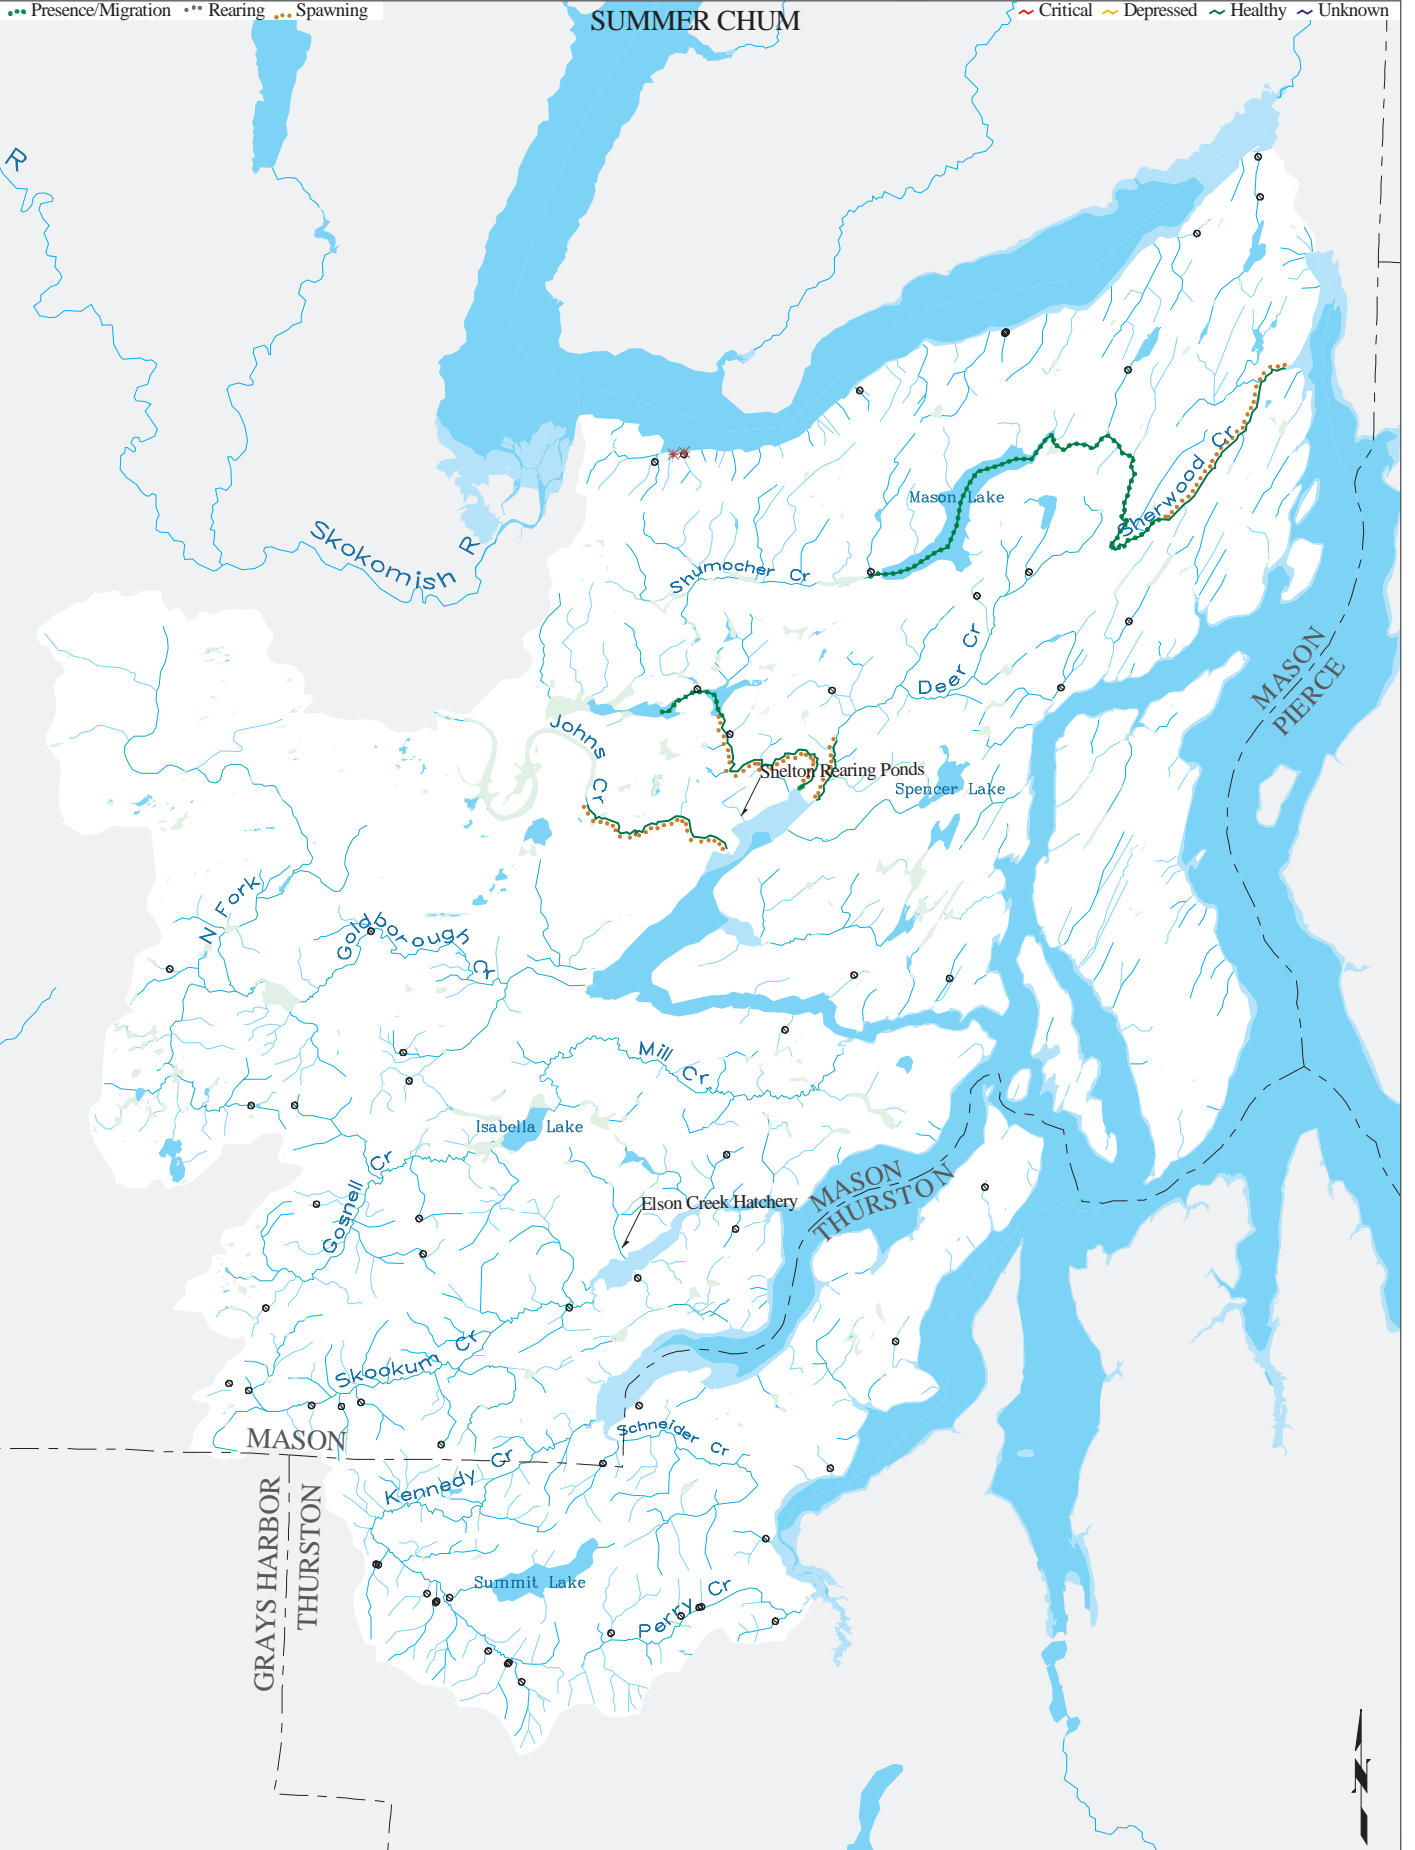 Presence/Migration Rearing Spawning
SUMMER CHUM
Critical Depressed Healthy Unknown
R
Skokomish R
Mason Lake
Sherwood Cr
Shumocher Cr
Deer Cr
MASON
PIERCE
Johns Cr
Shelton Rearing Ponds
Spencer Lake
N Fork
Goldborough Cr
Mill Cr
Isabella Lake
Gosnell Cr
Elson Creek Hatchery
MASON
THURSTON
Skookum Cr
Schneider Cr
MASON
Kennedy Cr
GRAYS HARBOR
THURSTON
Summit Lake
Perry Cr
N